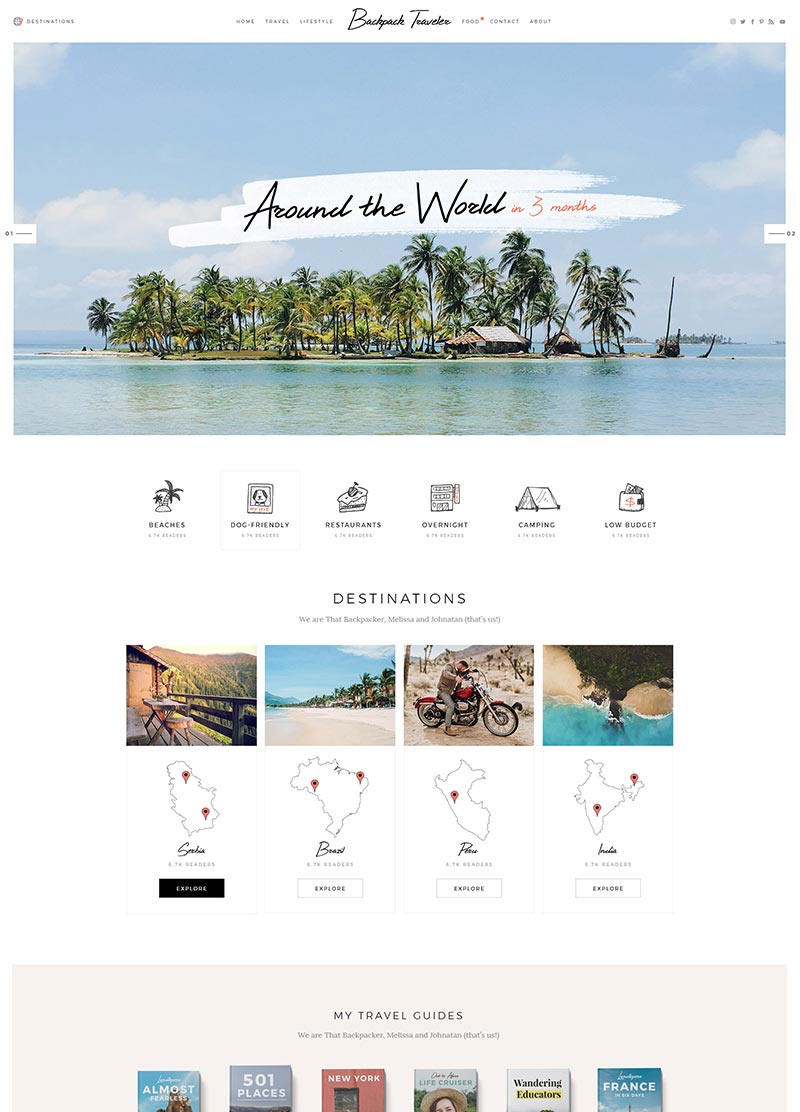 DESTINATIONS
HOME TRAVEL LIFESTYLE Backpack Traveler FOOD CONTACT ABOUT
Around the World in 3 months
01
02
BEACHES
6.7K READERS
DOG-FRIENDLY
6.7K READERS
RESTAURANTS
6.7K READERS
OVERNIGHT
6.7K READERS
CAMPING
6.7K READERS
LOW BUDGET
6.7K READERS
DESTINATIONS
We are That Backpacker, Melissa and Johnatan (that's us!)
Serbia
6.7K READERS
EXPLORE
Brazil
6.7K READERS
EXPLORE
Peru
6.7K READERS
EXPLORE
India
6.7K READERS
EXPLORE
MY TRAVEL GUIDES
We are That Backpacker, Melissa and Johnatan (that's us!)
ALMOST
FEARLESS
501
PLACES
NEW YORK
LIFE CRUISER
Wandering
Educators
FRANCE
IN SIX DAYS